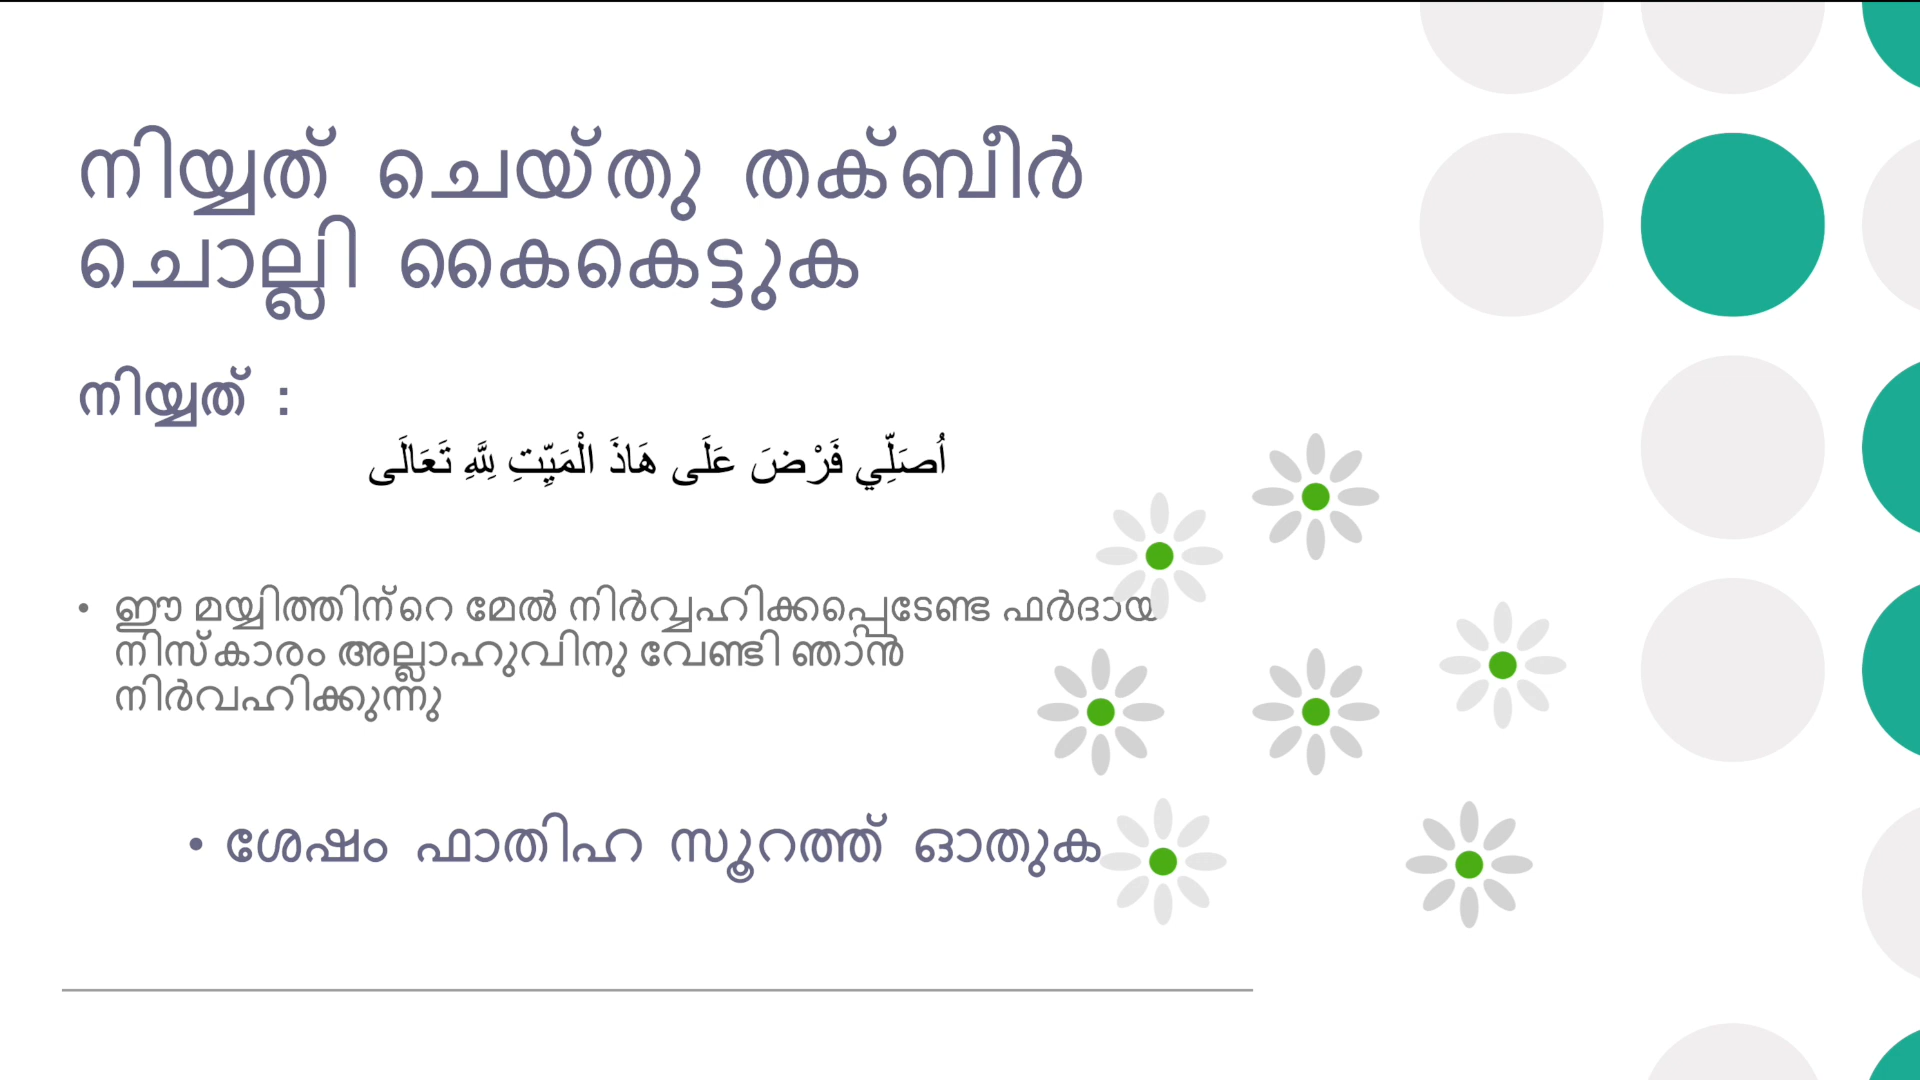 നിയ്യത് ചെയ്തു തക്ബീർ
ചൊല്ലി കൈകെട്ടുക
നിയ്യത് :
اُصَلِّي فَرْضَ عَلَى هَاذَ الْمَيِّتِ لِلَّهِ تَعَالَى
• ഈ മയ്യിത്തിന്റെ മേൽ നിർവ്വഹിക്കപ്പെടേണ്ട ഫർദായ
നിസ്കാരം അല്ലാഹുവിനു വേണ്ടി ഞാൻ
നിർവഹിക്കുന്നു
• ശേഷം ഫാതിഹ സൂറത്ത് ഓതുക